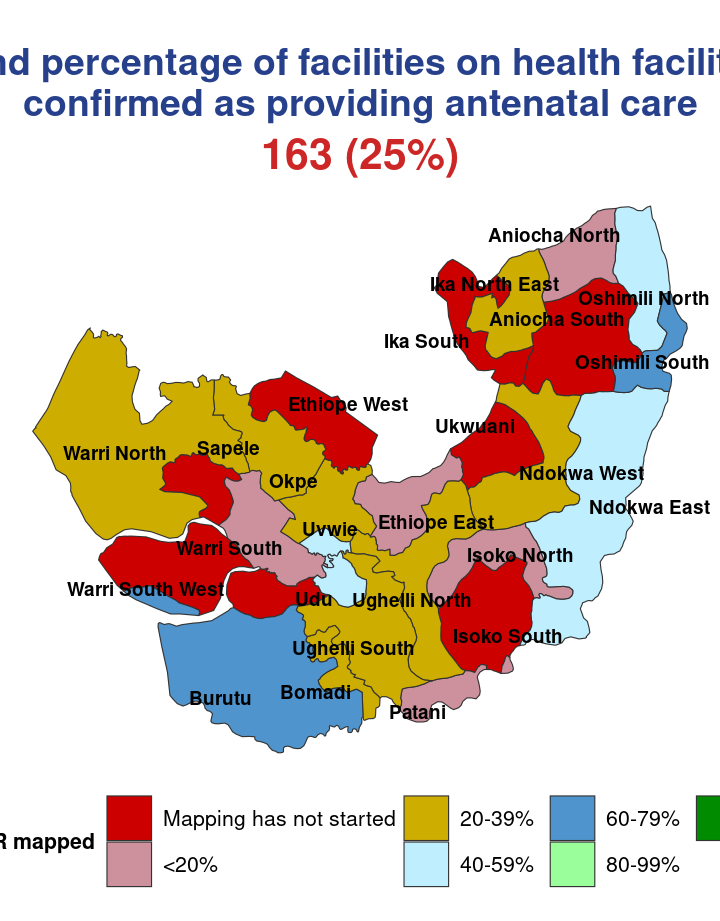 nd percentage of facilities on health facilit
confirmed as providing antenatal care
163 (25%)
Aniocha North
Ika North East
Oshimili North
Aniocha South
Ika South
Oshimili South
Ethiope West
Ukwuani
Warri North
Sapele
Okpe
Ndokwa West
Ndokwa East
Ethiope East
Uvwie
Warri South
Isoko North
Warri South West
Udu
Ughelli North
Isoko South
Ughelli South
Bomadi
Burutu
Patani
R mapped
Mapping has not started
20-39%
60-79%
<20%
40-59%
80-99%